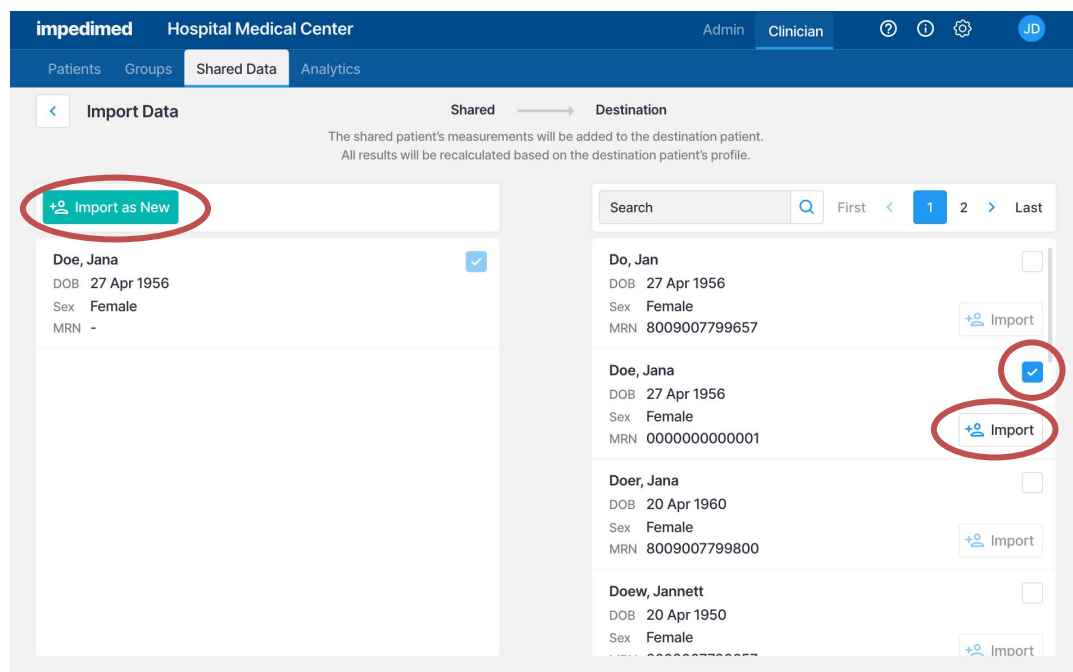 impedimed Hospital Medical Center Admin Clinician JD
Patients Groups Shared Data Analytics
Import Data Shared Destination
The shared patient's measurements will be added to the destination patient.
All results will be recalculated based on the destination patient's profile.
Import as New
Doe, Jana
DOB 27 Apr 1956
Sex Female
MRN -
Search First 1 2 Last
Do, Jan
DOB 27 Apr 1956
Sex Female
Import
MRN 8009007799657
Doe, Jana
DOB 27 Apr 1956
Sex Female
Import
MRN 0000000000001
Doer, Jana
DOB 20 Apr 1960
Sex Female
Import
MRN 8009007799800
Doew, Jannett
DOB 20 Apr 1950
Sex Female
Import